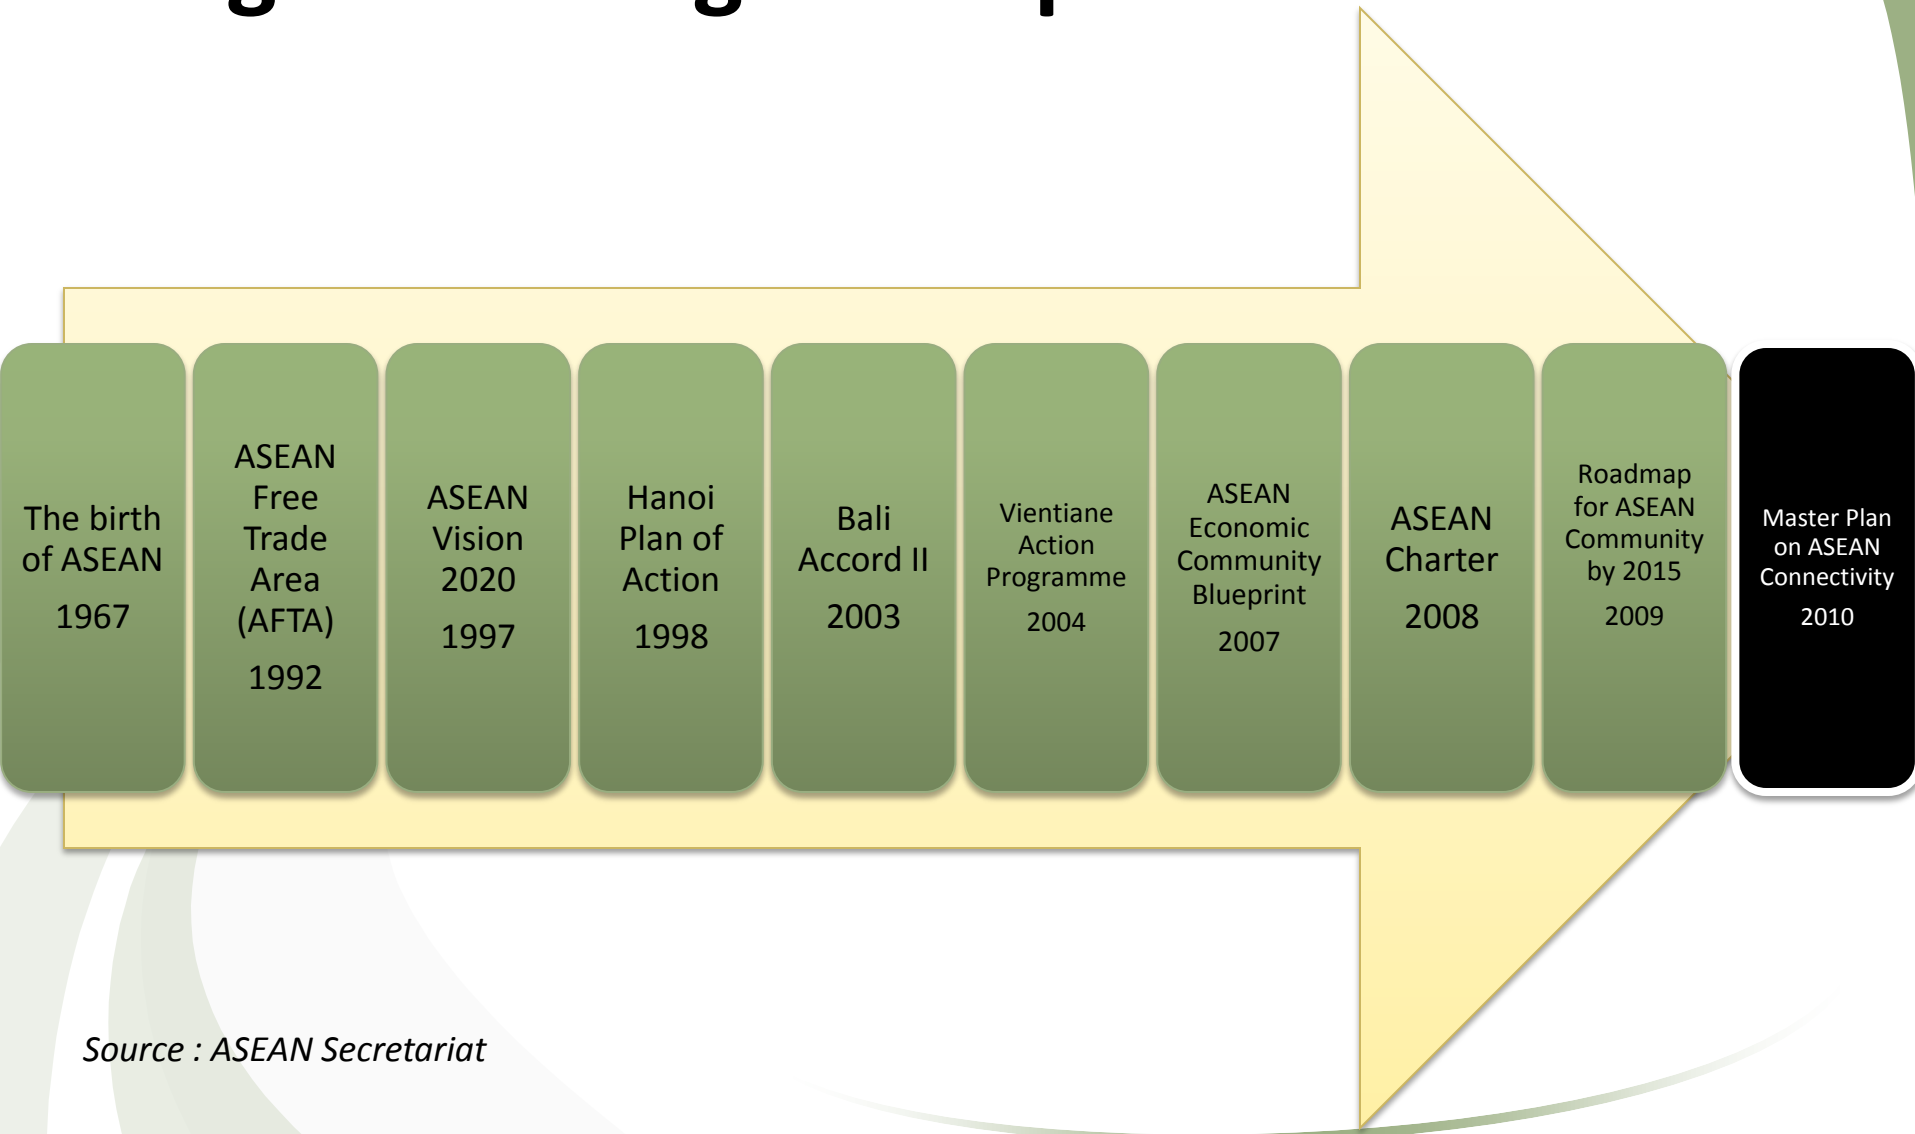 The birth
of ASEAN
1967
ASEAN
Free
Trade
Area
(AFTA)
1992
ASEAN
Vision
2020
1997
Hanoi
Plan of
Action
1998
Bali
Accord II
2003
Vientiane
Action
Programme
2004
ASEAN
Economic
Community
Blueprint
2007
ASEAN
Charter
2008
Roadmap
for ASEAN
Community
by 2015
2009
Master Plan
on ASEAN
Connectivity
2010
Source : ASEAN Secretariat